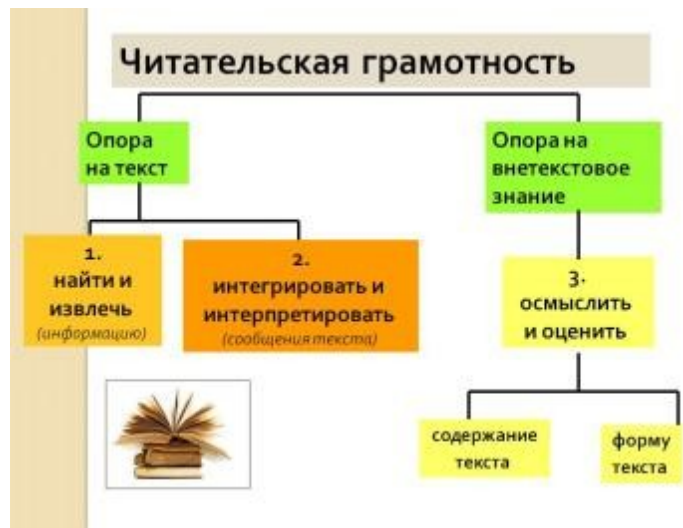 Читательская грамотность
Опора
на текст
Опора на
внетекстовое
знание
1.
найти и
извлечь
(информацию)
2.
интегрировать и
интерпретировать
(сообщения текста)
3.
осмыслить
и оценить
содержание
текста
форму
текста